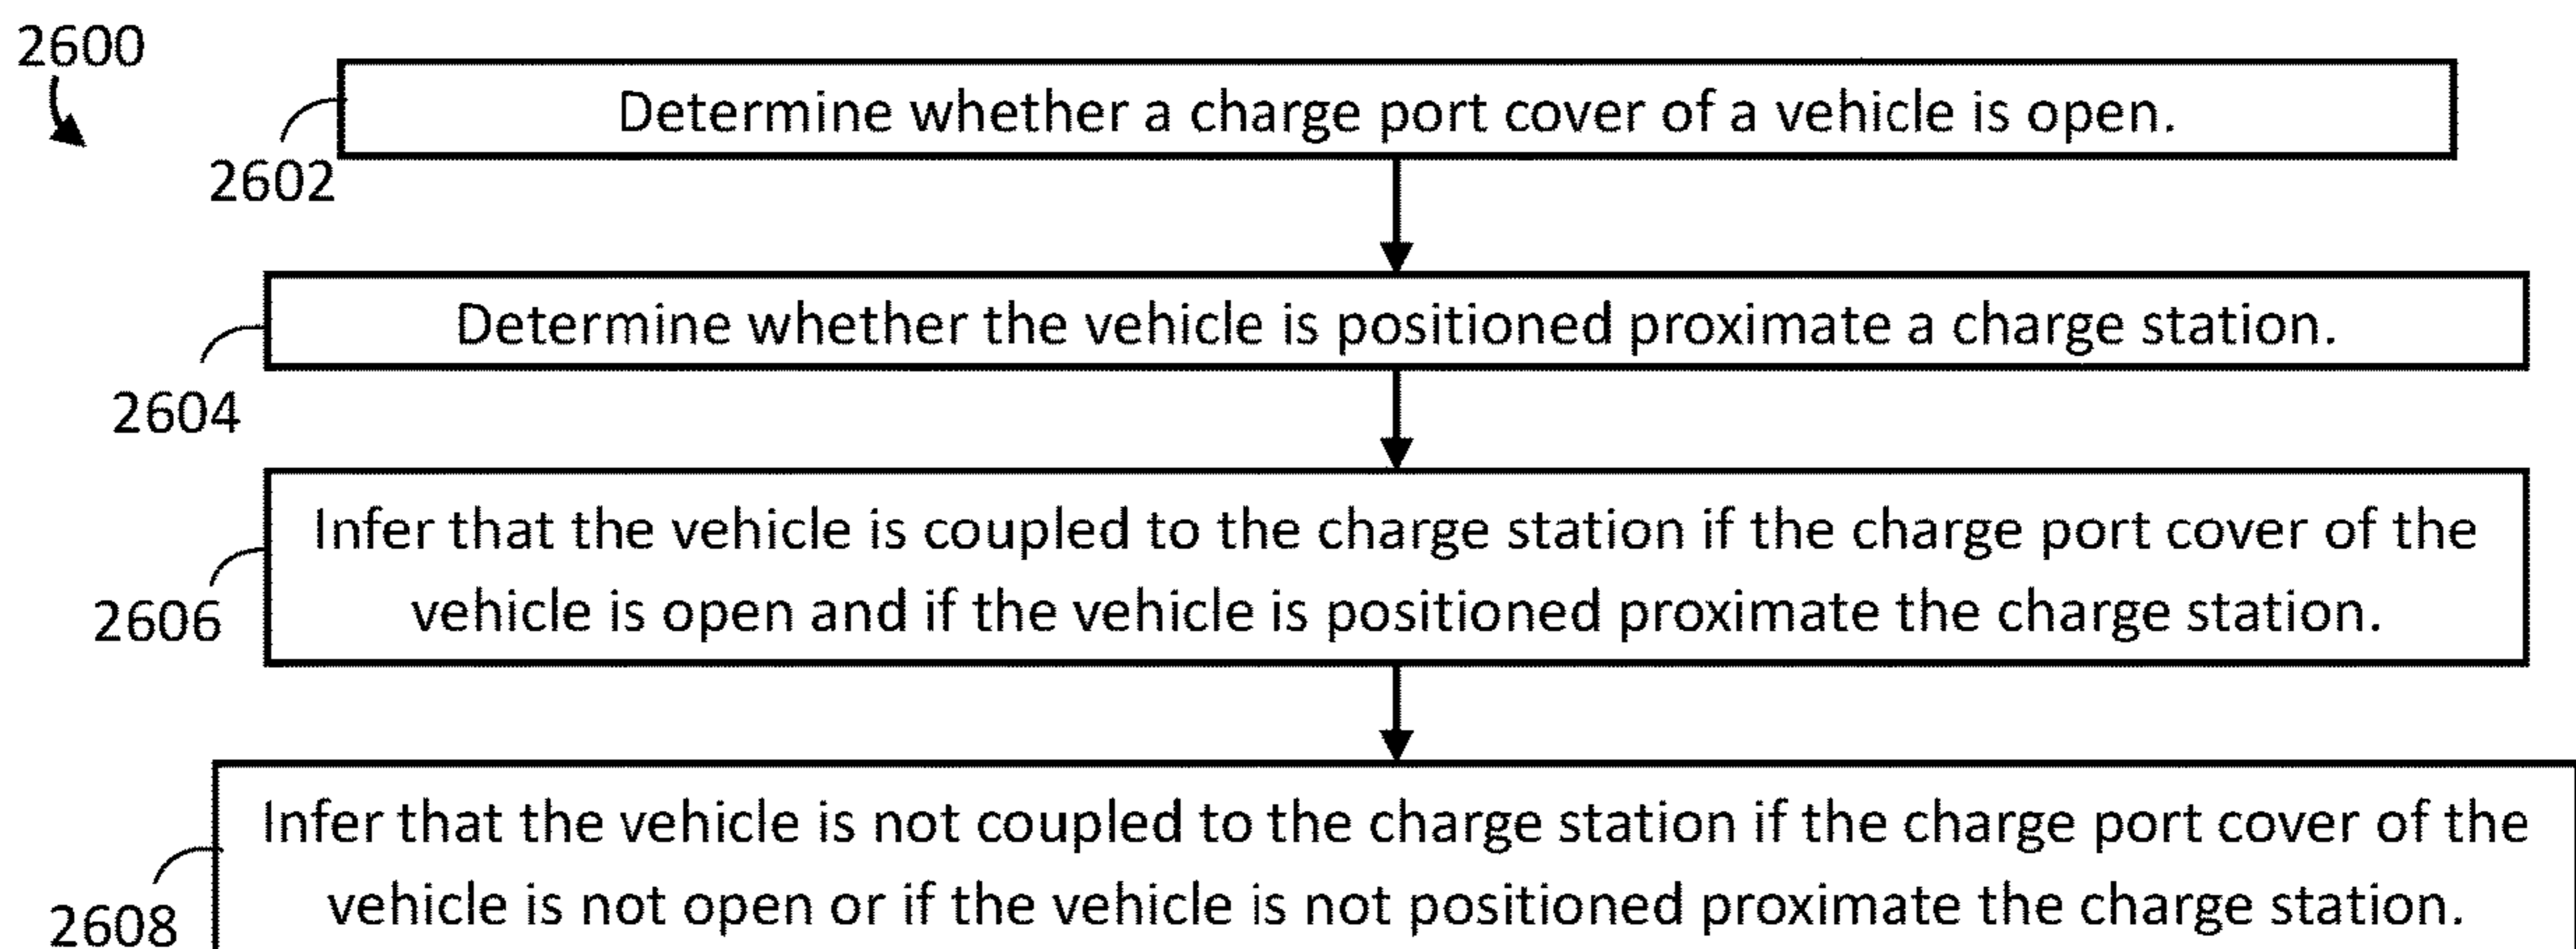 2600
Determine whether a charge port cover of a vehicle is open.
2602
Determine whether the vehicle is positioned proximate a charge station.
2604
Infer that the vehicle is coupled to the charge station if the charge port cover of the
vehicle is open and if the vehicle is positioned proximate the charge station.
2606
Infer that the vehicle is not coupled to the charge station if the charge port cover of the
vehicle is not open or if the vehicle is not positioned proximate the charge station.
2608